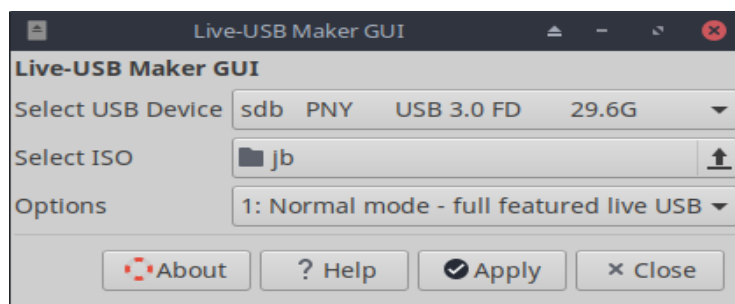 Live-USB Maker GUI
Live-USB Maker GUI
Select USB Device sdb PNY USB 3.0 FD 29.6G
Select ISO jb
Options 1: Normal mode - full featured live USB
About ? Help Apply Close